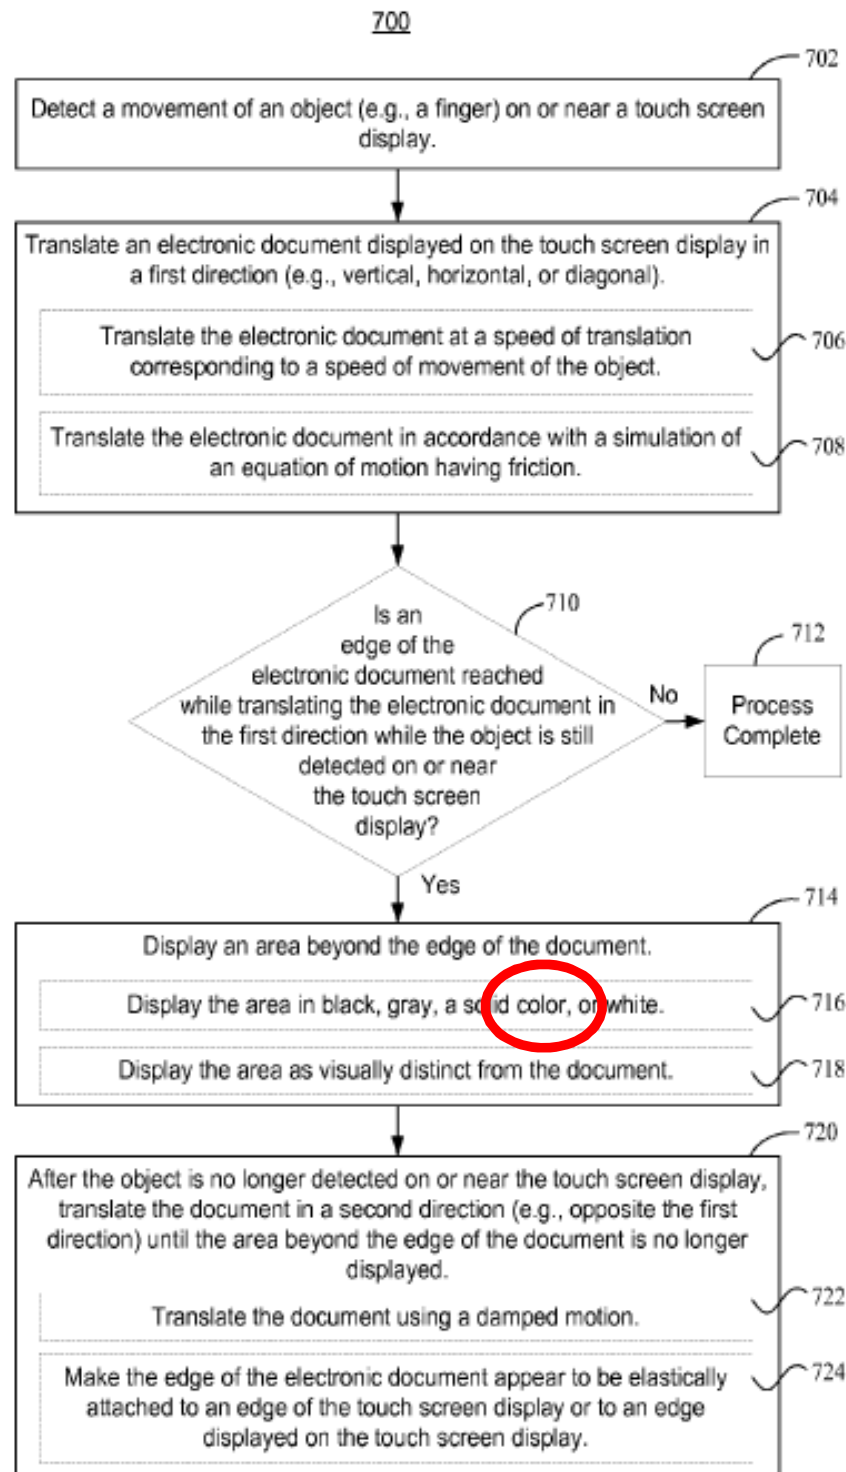 700
702
Detect a movement of an object (e.g., a finger) on or near a touch screen
display.
704
Translate an electronic document displayed on the touch screen display in
a first direction (e.g., vertical, horizontal, or diagonal).
Translate the electronic document at a speed of translation
corresponding to a speed of movement of the object.
706
Translate the electronic document in accordance with a simulation of
an equation of motion having friction.
708
710
Is an
edge of the
electronic document reached
while translating the electronic document in
the first direction while the object is still
detected on or near
the touch screen
display?
No
712
Process
Complete
Yes
714
Display an area beyond the edge of the document.
Display the area in black, gray, a solid color, or white.
716
Display the area as visually distinct from the document.
718
720
After the object is no longer detected on or near the touch screen display,
translate the document in a second direction (e.g., opposite the first
direction) until the area beyond the edge of the document is no longer
displayed.
Translate the document using a damped motion.
722
Make the edge of the electronic document appear to be elastically
attached to an edge of the touch screen display or to an edge
displayed on the touch screen display.
724